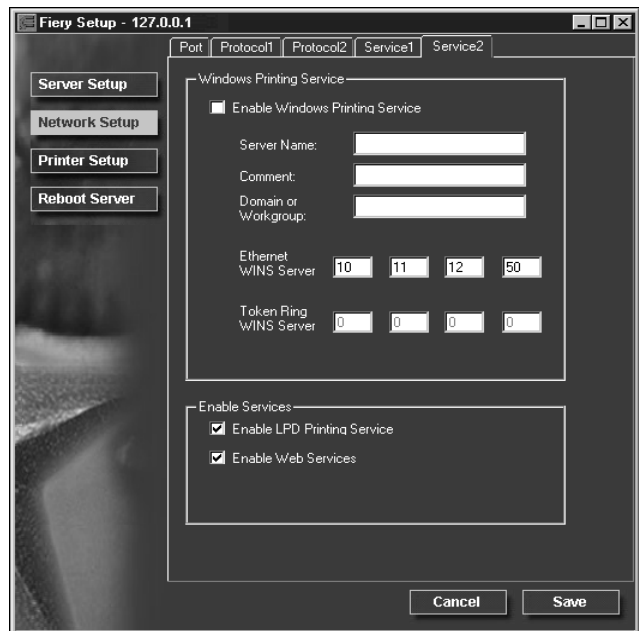 Fiery Setup - 127.0.0.1
Port Protocol1 Protocol2 Service1 Service2
Server Setup
Network Setup
Printer Setup
Reboot Server
Windows Printing Service
Enable Windows Printing Service
Server Name:
Comment:
Domain or
Workgroup:
Ethernet
WINS Server 10 11 12 50
Token Ring
WINS Server 0 0 0 0
Enable Services
Enable LPD Printing Service
Enable Web Services
Cancel Save